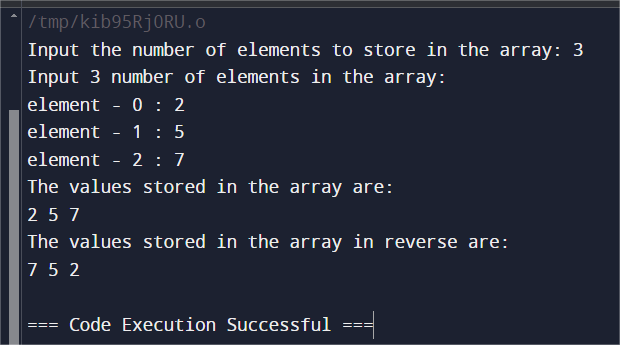 /tmp/kib95RjORU.o
Input the number of elements to store in the array: 3
Input 3 number of elements in the array:
element - 0 : 2
element - 1 : 5
element - 2 : 7
The values stored in the array are:
2 5 7
The values stored in the array in reverse are:
7 5 2
=== Code Execution Successful ===